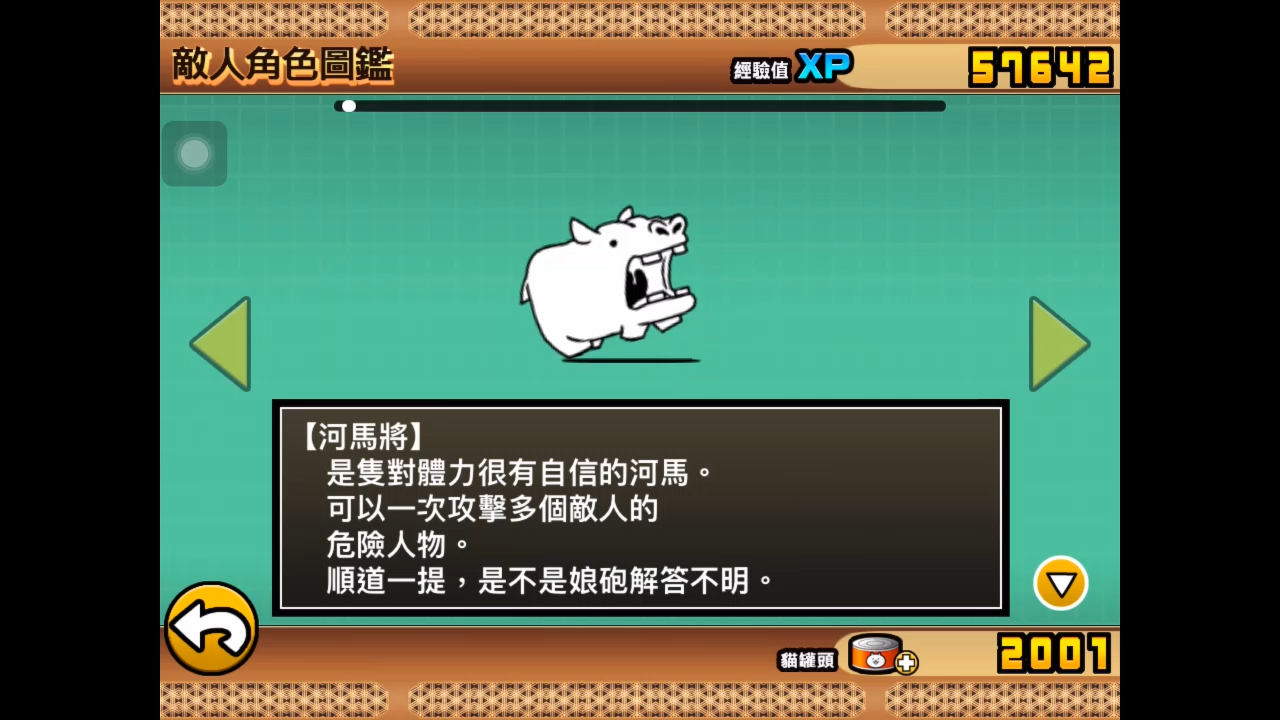 敵人角色圖鑑
經驗值 XP 57642
【河馬將】
是隻對體力很有自信的河馬。
可以一次攻擊多個敵人的
危險人物。
順道一提，是不是娘砲解答不明。
貓罐頭 2001